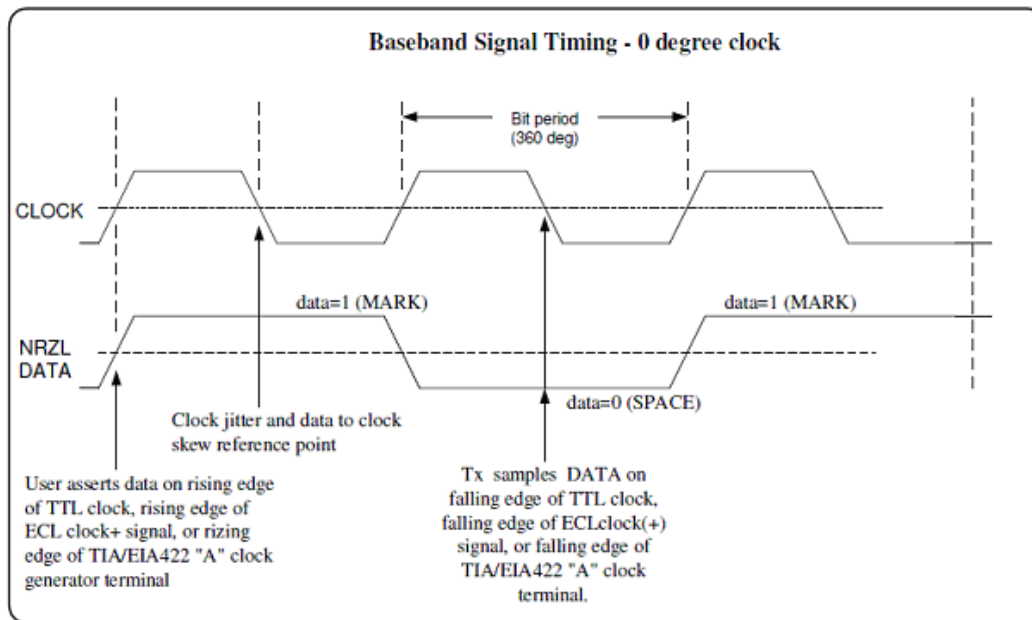 Baseband Signal Timing - 0 degree clock
Bit period
(360 deg)
CLOCK
data=1 (MARK)
data=1 (MARK)
NRZL
DATA
data=0 (SPACE)
Clock jitter and data to clock
skew reference point
User asserts data on rising edge
of TTL clock, rising edge of
ECL clock+ signal, or rizing
edge of TIA/EIA422 "A" clock
generator terminal
Tx samples DATA on
falling edge of TTL clock,
falling edge of ECLclock(+)
signal, or falling edge of
TIA/EIA422 "A" clock
terminal.